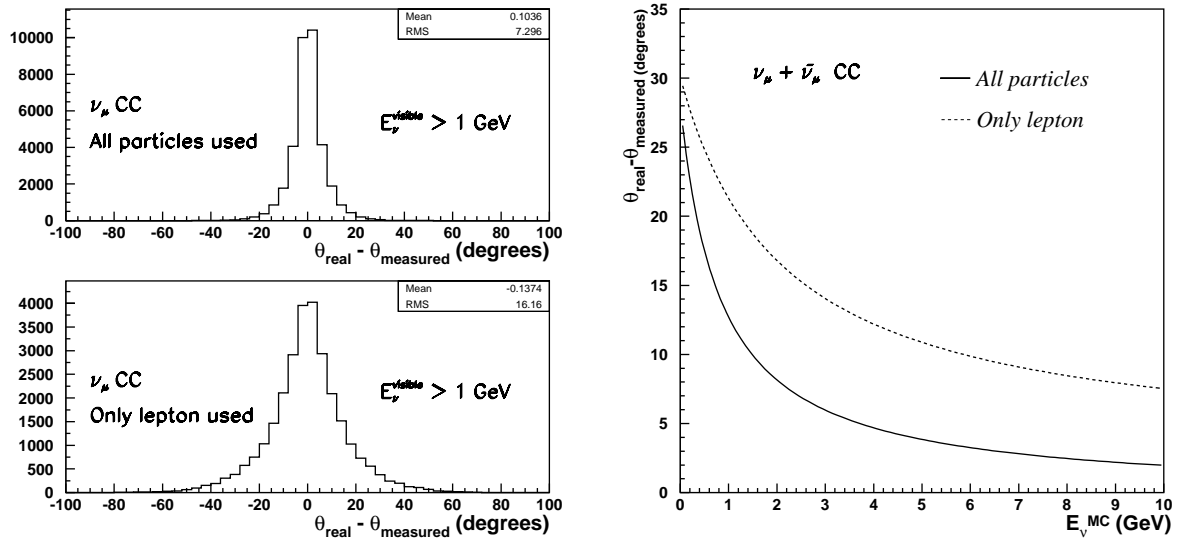 Mean 0.1036
RMS 7.296
10000
8000
6000
4000
2000
0
ν_μ CC
All particles used
E_ν^visible > 1 GeV
-100 -80 -60 -40 -20 0 20 40 60 80 100
θ_real - θ_measured (degrees)
Mean -0.1374
RMS 16.16
4000
3500
3000
2500
2000
1500
1000
500
0
ν_μ CC
Only lepton used
E_ν^visible > 1 GeV
-100 -80 -60 -40 -20 0 20 40 60 80 100
θ_real - θ_measured (degrees)
θ_real-θ_measured (degrees)
35
30
25
20
15
10
5
0
ν_μ + ν̄_μ CC
All particles
Only lepton
0 1 2 3 4 5 6 7 8 9 10
E_ν^MC (GeV)